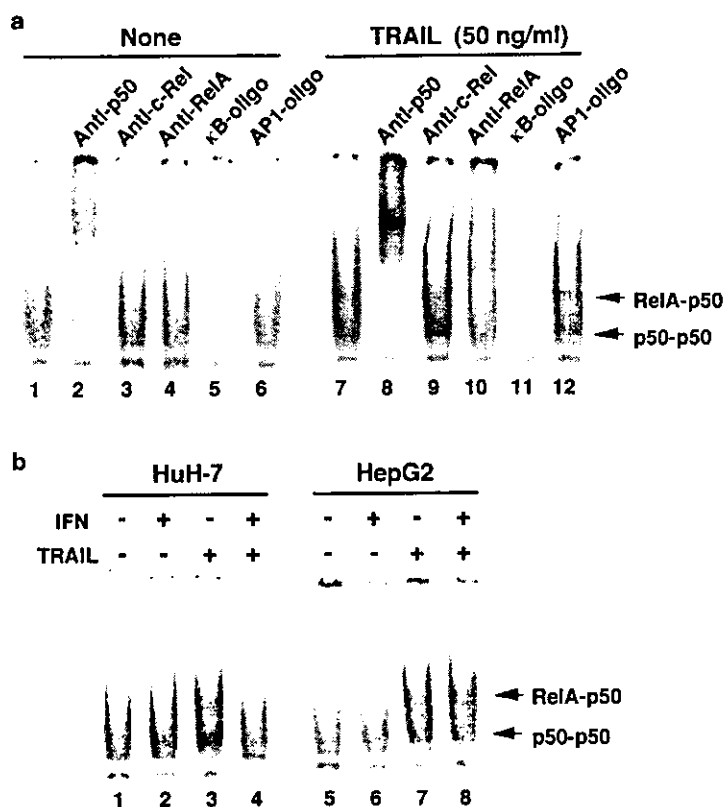 a
None
TRAIL (50 ng/ml)
Anti-p50
Anti-c-Rel
Anti-RelA
κB-oligo
AP1-oligo
Anti-p50
Anti-c-Rel
Anti-RelA
κB-oligo
AP1-oligo
RelA-p50
p50-p50
1 2 3 4 5 6 7 8 9 10 11 12
b
HuH-7 HepG2
IFN - + - + - + - +
TRAIL - - + + - - + +
RelA-p50
p50-p50
1 2 3 4 5 6 7 8